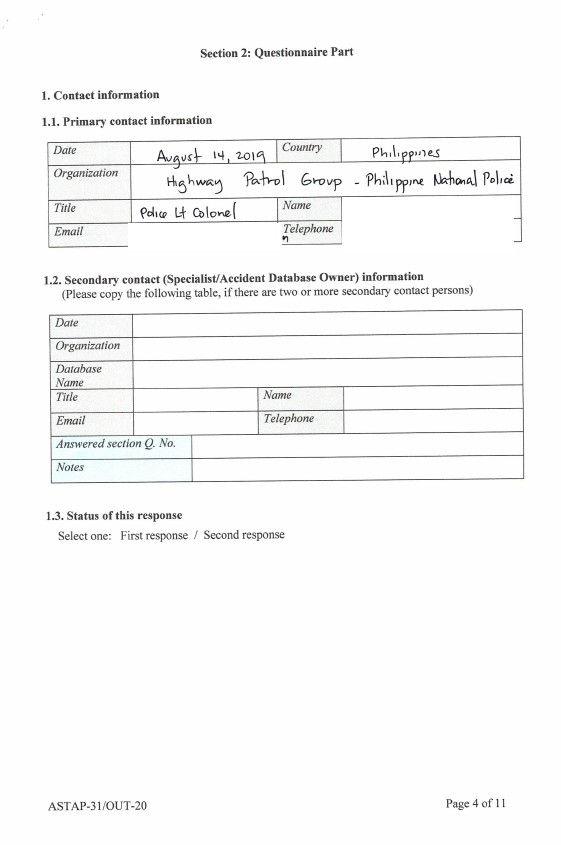 Section 2: Questionnaire Part
1. Contact information
1.1. Primary contact information
Date August 14, 2019 Country Philippines
Organization Highway Patrol Group - Philippine National Police
Title Police Lt Colonel Name
Email Telephone
n
1.2. Secondary contact (Specialist/Accident Database Owner) information
(Please copy the following table, if there are two or more secondary contact persons)
Date
Organization
Database
Name
Title Name
Email Telephone
Answered section Q. No.
Notes
1.3. Status of this response
Select one: First response / Second response
ASTAP-31/OUT-20 Page 4 of 11